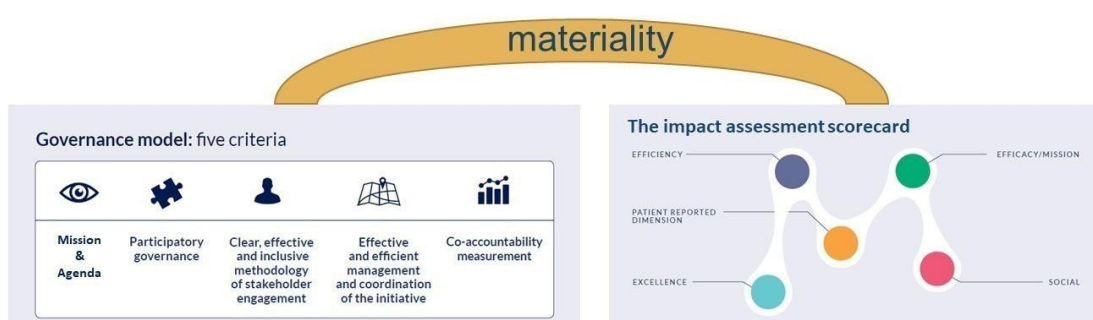 materiality
Governance model: five criteria
Mission
&
Agenda
Participatory
governance
Clear, effective
and inclusive
methodology
of stakeholder
engagement
Effective
and efficient
management
and coordination
of the initiative
Co-accountability
measurement
The impact assessment scorecard
EFFICIENCY
EFFICACY/MISSION
PATIENT REPORTED
DIMENSION
EXCELLENCE
SOCIAL